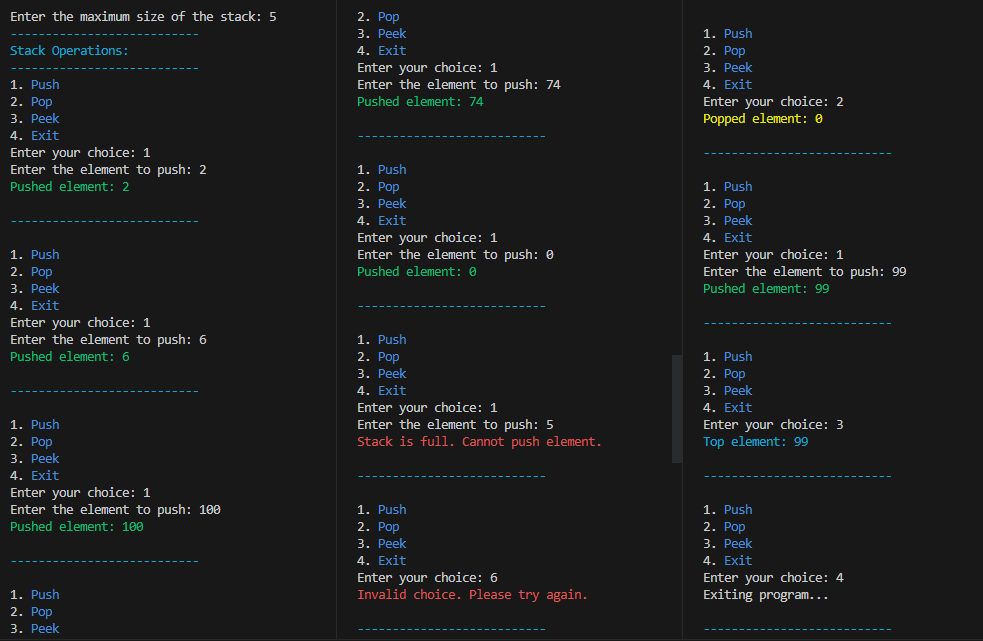 Enter the maximum size of the stack: 5
---------------------------
Stack Operations:
---------------------------
1. Push
2. Pop
3. Peek
4. Exit
Enter your choice: 1
Enter the element to push: 2
Pushed element: 2
---------------------------
1. Push
2. Pop
3. Peek
4. Exit
Enter your choice: 1
Enter the element to push: 6
Pushed element: 6
---------------------------
1. Push
2. Pop
3. Peek
4. Exit
Enter your choice: 1
Enter the element to push: 100
Pushed element: 100
---------------------------
1. Push
2. Pop
3. Peek
2. Pop
3. Peek
4. Exit
Enter your choice: 1
Enter the element to push: 74
Pushed element: 74
---------------------------
1. Push
2. Pop
3. Peek
4. Exit
Enter your choice: 1
Enter the element to push: 0
Pushed element: 0
---------------------------
1. Push
2. Pop
3. Peek
4. Exit
Enter your choice: 1
Enter the element to push: 5
Stack is full. Cannot push element.
---------------------------
1. Push
2. Pop
3. Peek
4. Exit
Enter your choice: 6
Invalid choice. Please try again.
---------------------------
1. Push
2. Pop
3. Peek
4. Exit
Enter your choice: 2
Popped element: 0
---------------------------
1. Push
2. Pop
3. Peek
4. Exit
Enter your choice: 1
Enter the element to push: 99
Pushed element: 99
---------------------------
1. Push
2. Pop
3. Peek
4. Exit
Enter your choice: 3
Top element: 99
---------------------------
1. Push
2. Pop
3. Peek
4. Exit
Enter your choice: 4
Exiting program...
---------------------------